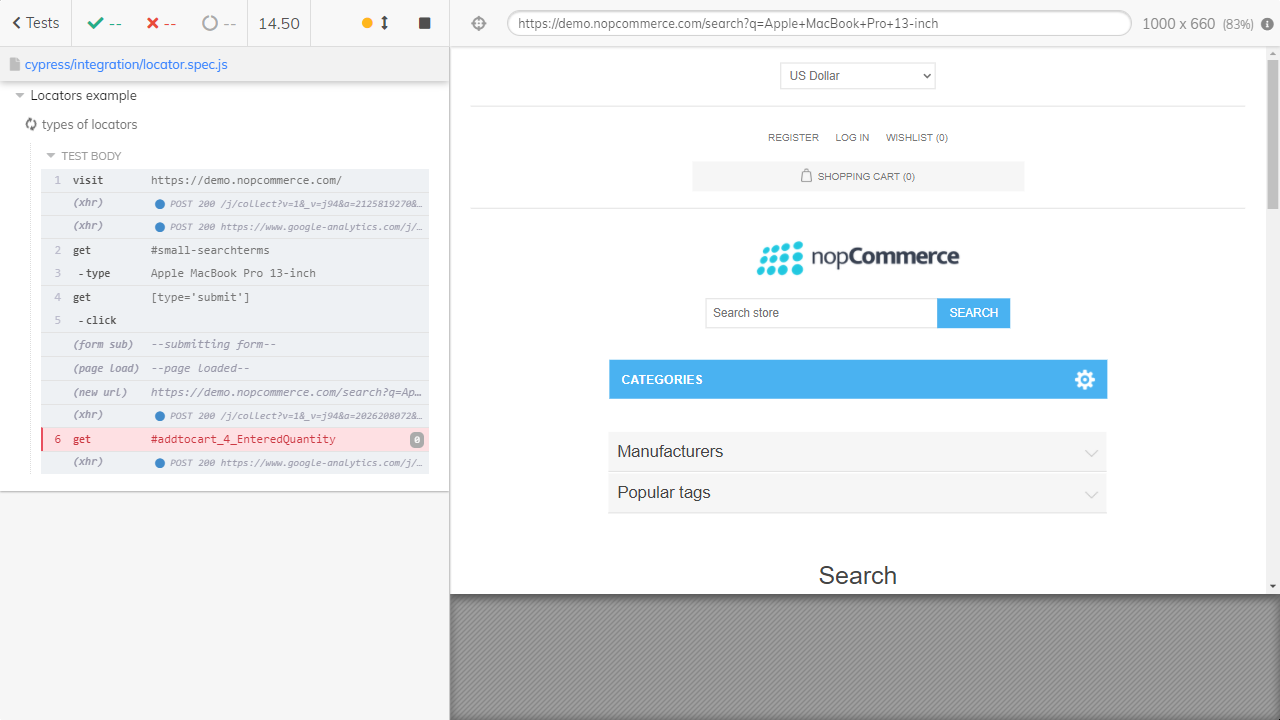 Tests -- -- -- 14.50
cypress/integration/locator.spec.js
Locators example
types of locators
TEST BODY
1 visit https://demo.nopcommerce.com/
(xhr) POST 200 /j/collect?v=1&_v=j94&a=2125819270&…
(xhr) POST 200 https://www.google-analytics.com/j/…
2 get #small-searchterms
3 -type Apple MacBook Pro 13-inch
4 get [type='submit']
5 -click
(form sub) --submitting form--
(page load) --page loaded--
(new url) https://demo.nopcommerce.com/search?q=Ap…
(xhr) POST 200 /j/collect?v=1&_v=j94&a=2026208072&…
6 get #addtocart_4_EnteredQuantity 0
(xhr) POST 200 https://www.google-analytics.com/j/…
https://demo.nopcommerce.com/search?q=Apple+MacBook+Pro+13-inch
1000 x 660 (83%)
US Dollar
REGISTER LOG IN WISHLIST (0)
SHOPPING CART (0)
nopCommerce
Search store SEARCH
CATEGORIES
Manufacturers
Popular tags
Search